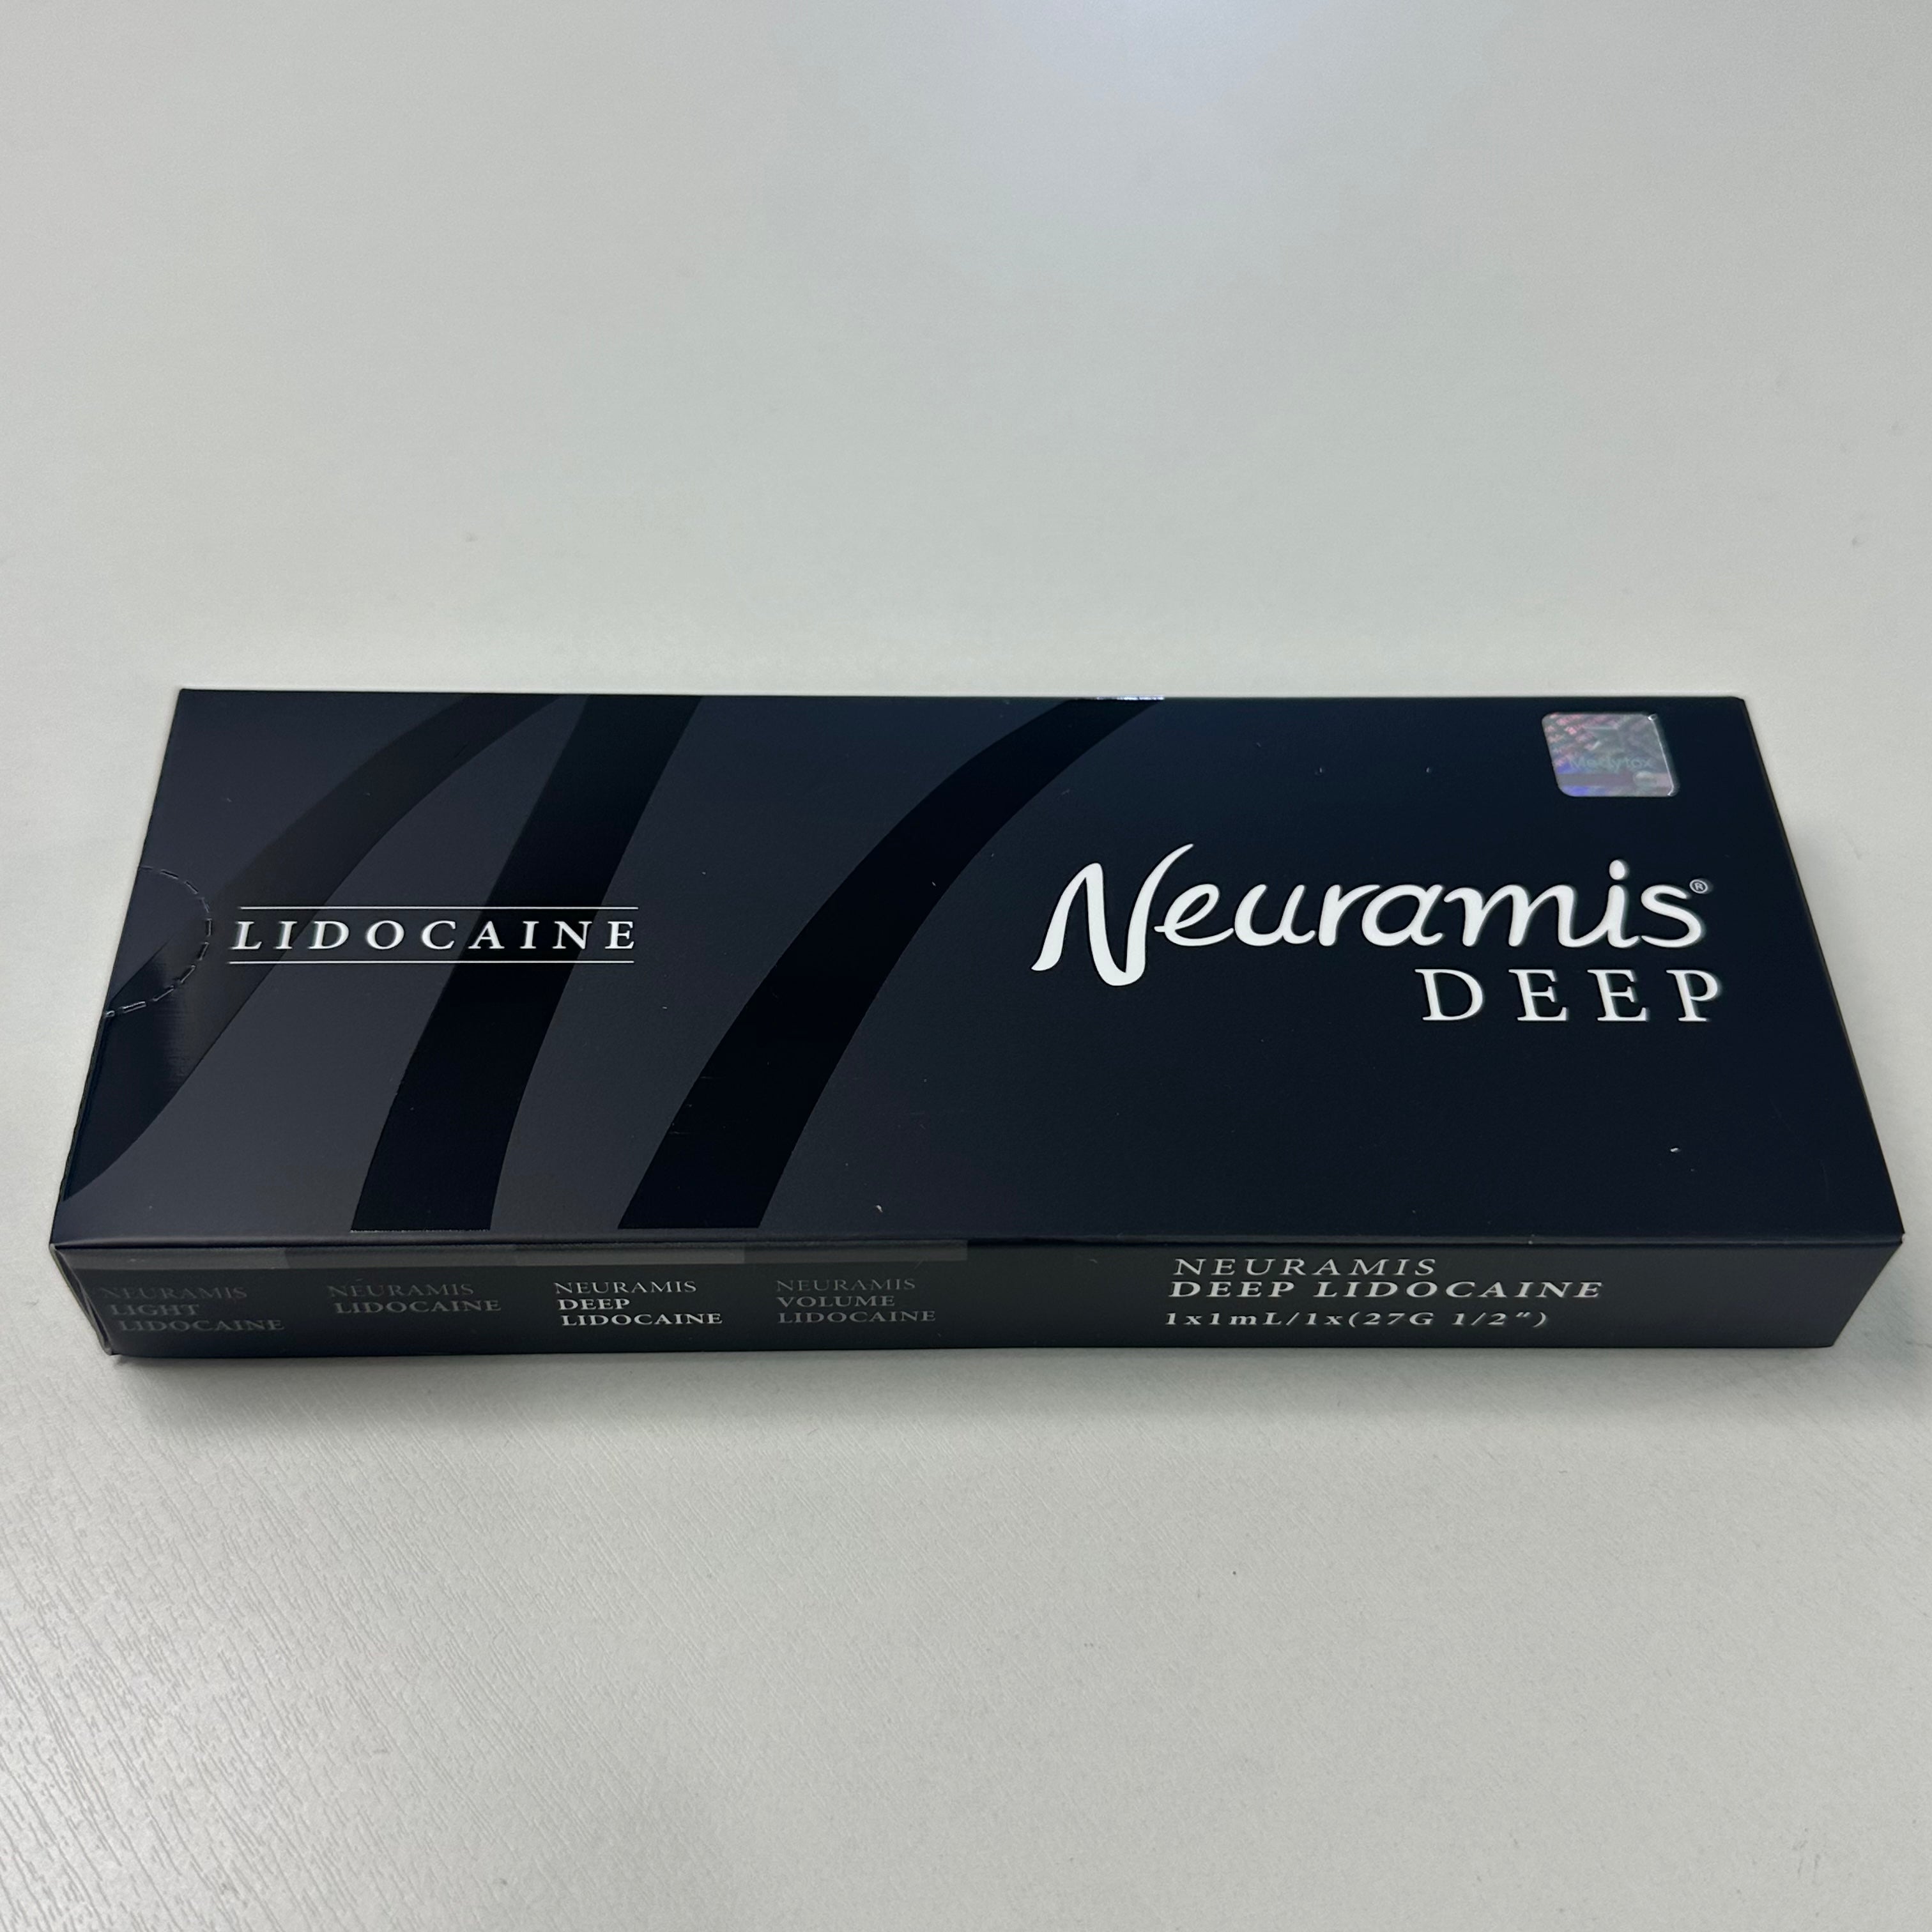 Medytox
Neuramis®
DEEP
LIDOCAINE
NEURAMIS
LIGHT
LIDOCAINE
NEURAMIS
LIDOCAINE
NEURAMIS
DEEP
LIDOCAINE
NEURAMIS
VOLUME
LIDOCAINE
NEURAMIS
DEEP LIDOCAINE
1x1mL/1x(27G 1/2")